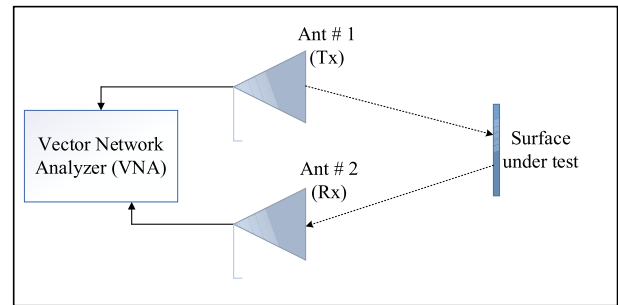 Ant # 1
(Tx)
Vector Network
Analyzer (VNA)
Surface
under test
Ant # 2
(Rx)